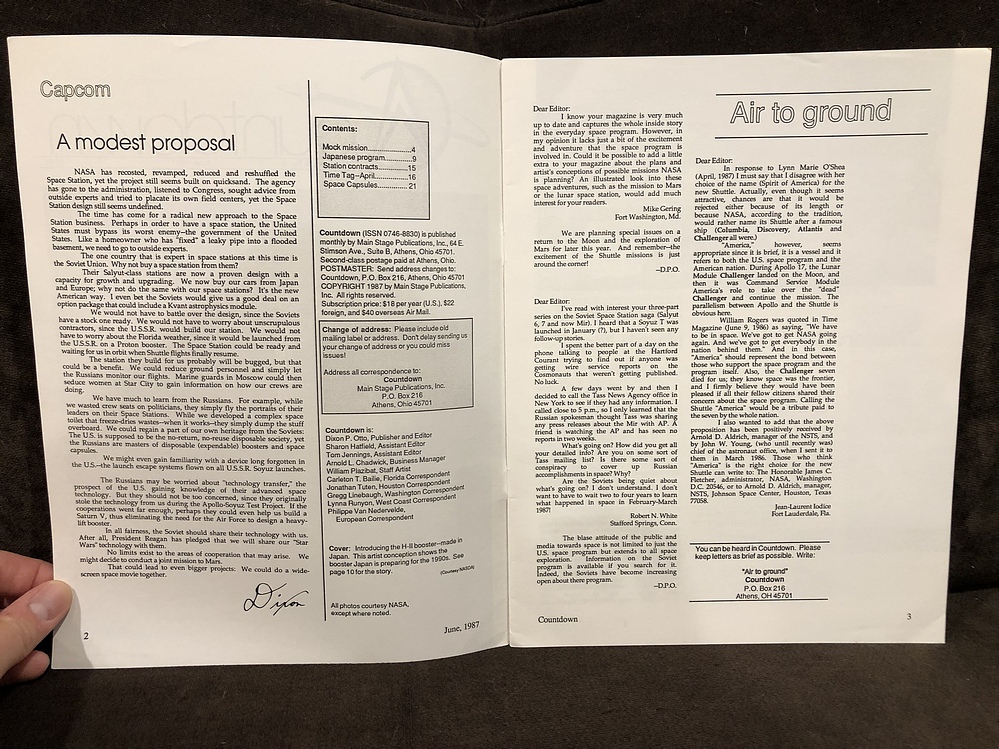 Capcom
A modest proposal
NASA has recosted, revamped, reduced and reshuffled the
Space Station, yet the project still seems built on quicksand. The agency
has gone to the administration, listened to Congress, sought advice from
outside experts and tried to placate its own field centers, yet the Space
Station design still seems undefined.
The time has come for a radical new approach to the Space
Station business. Perhaps in order to have a space station, the United
States must bypass its worst enemy—the government of the United
States. Like a homeowner who has "fixed" a leaky pipe into a flooded
basement, we need to go to outside experts.
The one country that is expert in space stations at this time is
the Soviet Union. Why not buy a space station from them?
Their Salyut-class stations are now a proven design with a
capacity for growth and upgrading. We now buy our cars from Japan
and Europe; why not do the same with our space stations? It's the new
American way. I even bet the Soviets would give us a good deal on an
option package that could include a Kvant astrophysics module.
We would not have to battle over the design, since the Soviets
have a stock one ready. We would not have to worry about unscrupulous
contractors, since the U.S.S.R. would build our station. We would not
have to worry about the Florida weather, since it would be launched from
the U.S.S.R. on a Proton booster. The Space Station could be ready and
waiting for us in orbit when Shuttle flights finally resume.
The station they build for us probably will be bugged, but that
could be a benefit. We could reduce ground personnel and simply let
the Russians monitor our flights. Marine guards in Moscow could then
seduce women at Star City to gain information on how our crews are
doing.
We have much to learn from the Russians. For example, while
we wasted crew seats on politicians, they simply fly the portraits of their
leaders on their Space Stations. While we developed a complex space
toilet that freeze-dries wastes—when it works—they simply dump the stuff
overboard. We could regain a part of our own heritage from the Soviets:
The U.S. is supposed to be the no-return, no-reuse disposable society, yet
the Russians are masters of disposable (expendable) boosters and space
capsules.
We might even gain familiarity with a device long forgotten in
the U.S.—the launch escape systems flown on all U.S.S.R. Soyuz launches.
The Russians may be worried about "technology transfer," the
prospect of the U.S. gaining knowledge of their advanced space
technology. But they should not be too concerned, since they originally
stole the technology from us during the Apollo-Soyuz Test Project. If the
cooperation went far enough, perhaps they could even help us build a
Saturn V, thus eliminating the need for the Air Force to design a heavy-
lift booster.
In all fairness, the Soviet should share their technology with us.
After all, President Reagan has pledged that we will share our "Star
Wars" technology with them.
No limits exist to the areas of cooperation that may arise. We
might decide to conduct a joint mission to Mars.
That could lead to even bigger projects: We could do a wide-
screen space movie together.
Dixon
2
Contents:
Mock mission................4
Japanese program.........9
Station contracts..........15
Time Tag–April.............16
Space Capsules...........21
Countdown (ISSN 0746-8830) is published
monthly by Main Stage Publications, Inc., 64 E.
Stimson Ave., Suite B, Athens, Ohio 45701.
Second-class postage paid at Athens, Ohio.
POSTMASTER: Send address changes to:
Countdown, P.O. Box 216, Athens, Ohio 45701
COPYRIGHT 1987 by Main Stage Publications,
Inc. All rights reserved.
Subscription price: $18 per year (U.S.), $22
foreign, and $40 overseas Air Mail.
Change of address: Please include old
mailing label or address. Don't delay sending us
your change of address or you could miss
issues!
Address all correspondence to:
Countdown
Main Stage Publications, Inc.
P.O. Box 216
Athens, Ohio 45701
Countdown is:
Dixon P. Otto, Publisher and Editor
Sharon Hatfield, Assistant Editor
Tom Jennings, Assistant Editor
Arnold L. Chadwick, Business Manager
William Plazibat, Staff Artist
Carleton T. Bailie, Florida Correspondent
Jonathan Tuten, Houston Correspondent
Gregg Linebaugh, Washington Correspondent
Anna Runyon, West Coast Correspondent
Philippe Van Nedervelde,
European Correspondent
Cover: Introducing the H-II booster—made in
Japan. This artist conception shows the
booster Japan is preparing for the 1990s. See
page 10 for the story.
(Courtesy NASDA)
All photos courtesy NASA,
except where noted.
June, 1987
Dear Editor:
I know your magazine is very much
up to date and captures the whole inside story
in the everyday space program. However, in
my opinion it lacks just a bit of the excitement
and adventure that the space program is
involved in. Could it be possible to add a little
extra to your magazine about the plans and
artist's conceptions of possible missions NASA
is planning? An illustrated look into these
space adventures, such as the mission to Mars
or the lunar space station, would add much
interest for your readers.
Mike Gering
Fort Washington, Md.
We are planning special issues on a
return to the Moon and the exploration of
Mars for later this year. And remember—the
excitement of the Shuttle missions is just
around the corner!
–D.P.O.
Dear Editor:
I've read with interest your three-part
series on the Soviet Space Station saga (Salyut
6, 7 and now Mir). I heard that a Soyuz T was
launched in January (?), but I haven't seen any
follow-up stories.
I spent the better part of a day on the
phone talking to people at the Hartford
Courant trying to find out if anyone was
getting wire service reports on the
Cosmonauts that weren't getting published.
No luck.
A few days went by and then I
decided to call the Tass News Agency office in
New York to see if they had any information. I
called close to 5 p.m., so I only learned that the
Russian spokesman thought Tass was sharing
any press releases about the Mir with AP. A
friend is watching the AP and has seen no
reports in two weeks.
What's going on? How did you get all
your detailed info? Are you on some sort of
Tass mailing list? Is there some sort of
conspiracy to cover up Russian
accomplishments in space? Why?
Are the Soviets being quiet about
what's going on? I don't understand. I don't
want to have to wait two to four years to learn
what happened in space in February-March
1987!
Robert N. White
Stafford Springs, Conn.
The blase attitude of the public and
media towards space is not limited to just the
U.S. space program but extends to all space
exploration. Information on the Soviet
program is available if you search for it.
Indeed, the Soviets have become increasing
open about there program.
–D.P.O.
Countdown
Air to ground
Dear Editor:
In response to Lynn Marie O'Shea
(April, 1987) I must say that I disagree with her
choice of the name (Spirit of America) for the
new Shuttle. Actually, even though it seems
attractive, chances are that it would be
rejected either because of its length or
because NASA, according to the tradition,
would rather name its Shuttle after a famous
ship (Columbia, Discovery, Atlantis and
Challenger all were.)
"America," however, seems
appropriate since it is brief, it is a vessel and it
refers to both the U.S. space program and the
American nation. During Apollo 17, the Lunar
Module Challenger landed on the Moon, and
then it was Command Service Module
America's role to take over the "dead"
Challenger and continue the mission. The
parallelism between Apollo and the Shuttle is
obvious here.
William Rogers was quoted in Time
Magazine (June 9, 1986) as saying, "We have
to be in space. We've got to get NASA going
again. And we've got to get everybody in the
nation behind them." And in this case,
"America" should represent the bond between
those who support the space program and the
program itself. Also, the Challenger seven
died for us; they know space was the frontier,
and I firmly believe they would have been
pleased if all their fellow citizens shared their
concern about the space program. Calling the
Shuttle "America" would be a tribute paid to
the seven by the whole nation.
I also wanted to add that the above
proposition has been positively received by
Arnold D. Aldrich, manager of the NSTS, and
by John W. Young, (who until recently was)
chief of the astronaut office, when I sent it to
them in March 1986. Those who think
"America" is the right choice for the new
Shuttle can write to: The Honorable James C.
Fletcher, administrator, NASA, Washington
D.C. 20546, or to Arnold D. Aldrich, manager,
NSTS, Johnson Space Center, Houston, Texas
77058.
Jean-Laurent Iodice
Fort Lauderdale, Fla.
You can be heard in Countdown. Please
keep letters as brief as possible. Write:
"Air to ground"
Countdown
P.O. Box 216
Athens, OH 45701
3